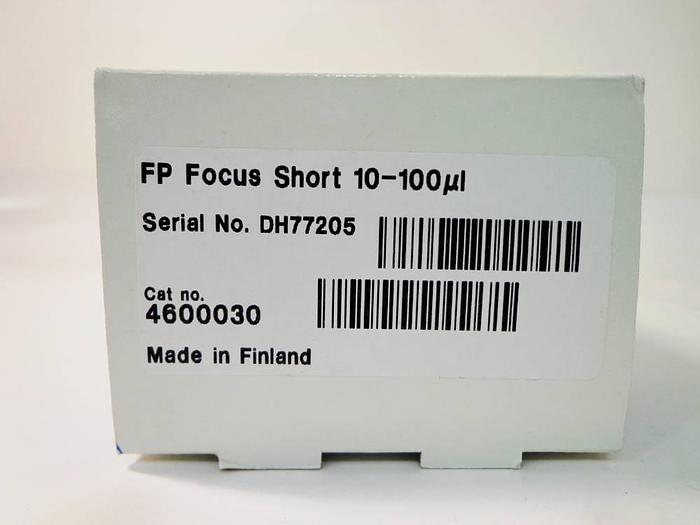 FP Focus Short 10-100µl
Serial No. DH77205
Cat no.
4600030
Made in Finland